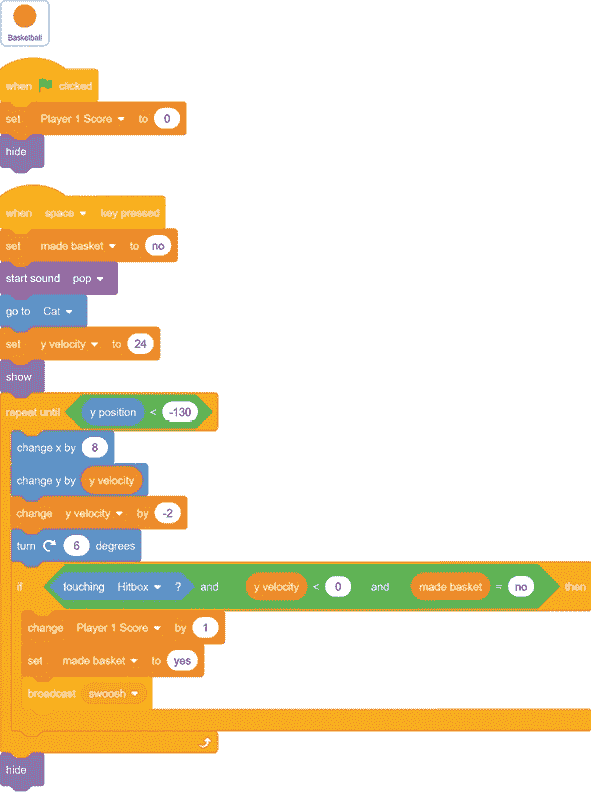 Basketball
when clicked
set Player 1 Score to 0
hide
when space key pressed
set made basket to no
start sound pop
go to Cat
set y velocity to 24
show
repeat until y position < -130
change x by 8
change y by y velocity
change y velocity by -2
turn 6 degrees
if touching Hitbox ? and y velocity < 0 and made basket = no then
change Player 1 Score by 1
set made basket to yes
broadcast swoosh
hide